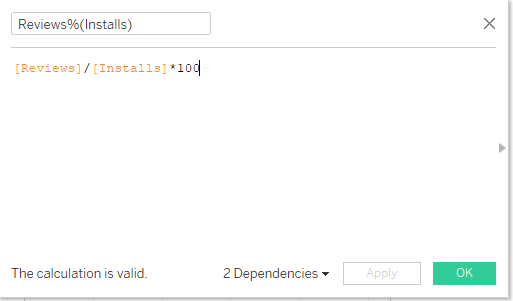 Reviews%(Installs)
[Reviews]/[Installs]*100
The calculation is valid.
2 Dependencies
Apply
OK